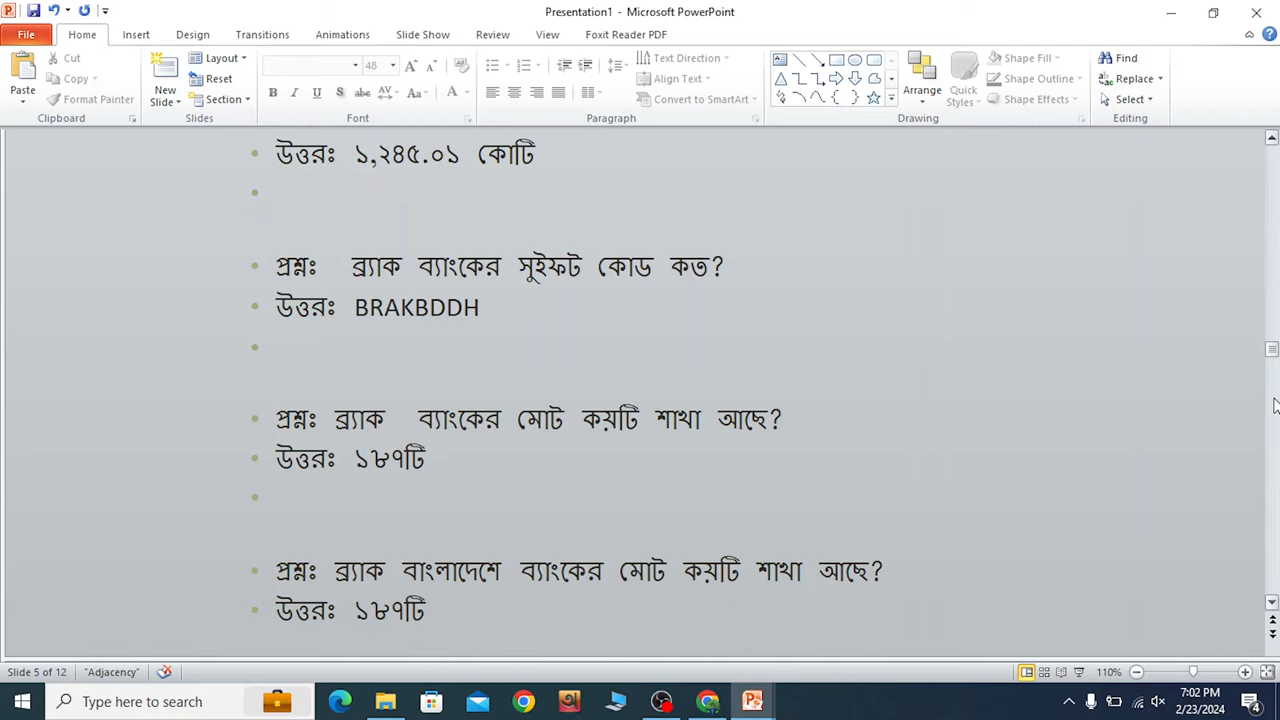 Presentation1 - Microsoft PowerPoint
File Home Insert Design Transitions Animations Slide Show Review View Foxit Reader PDF
Cut Layout 48 Text Direction Shape Fill Find
Copy Reset Align Text Shape Outline Replace
Paste Format Painter New Slide Section Convert to SmartArt Arrange Quick Styles Shape Effects Select
Clipboard Slides Font Paragraph Drawing Editing
উত্তরঃ ১,২৪৫.০১ কোটি
প্রশ্নঃ ব্র্যাক ব্যাংকের সুইফট কোড কত?
উত্তরঃ BRAKBDDH
প্রশ্নঃ ব্র্যাক ব্যাংকের মোট কয়টি শাখা আছে?
উত্তরঃ ১৮৭টি
প্রশ্নঃ ব্র্যাক বাংলাদেশে ব্যাংকের মোট কয়টি শাখা আছে?
উত্তরঃ ১৮৭টি
Slide 5 of 12 "Adjacency" 110%
Type here to search 7:02 PM
2/23/2024